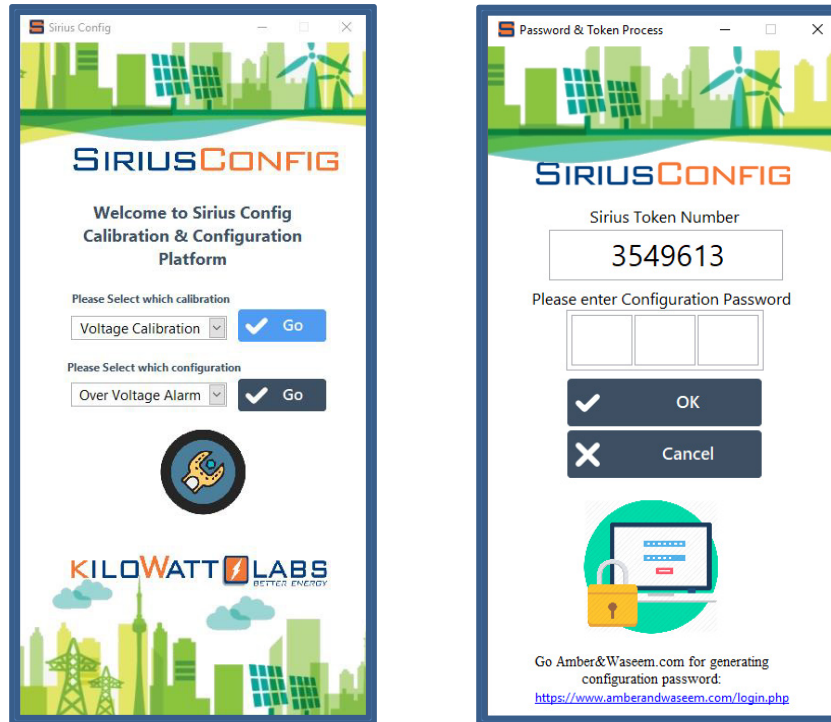 Sirius Config
SIRIUSCONFIG
Welcome to Sirius Config
Calibration & Configuration
Platform
Please Select which calibration
Voltage Calibration
Go
Please Select which configuration
Over Voltage Alarm
Go
KILOWATT LABS
BETTER ENERGY
Password & Token Process
SIRIUSCONFIG
Sirius Token Number
3549613
Please enter Configuration Password
OK
Cancel
Go Amber&Waseem.com for generating
configuration password:
https://www.amberandwaseem.com/login.php